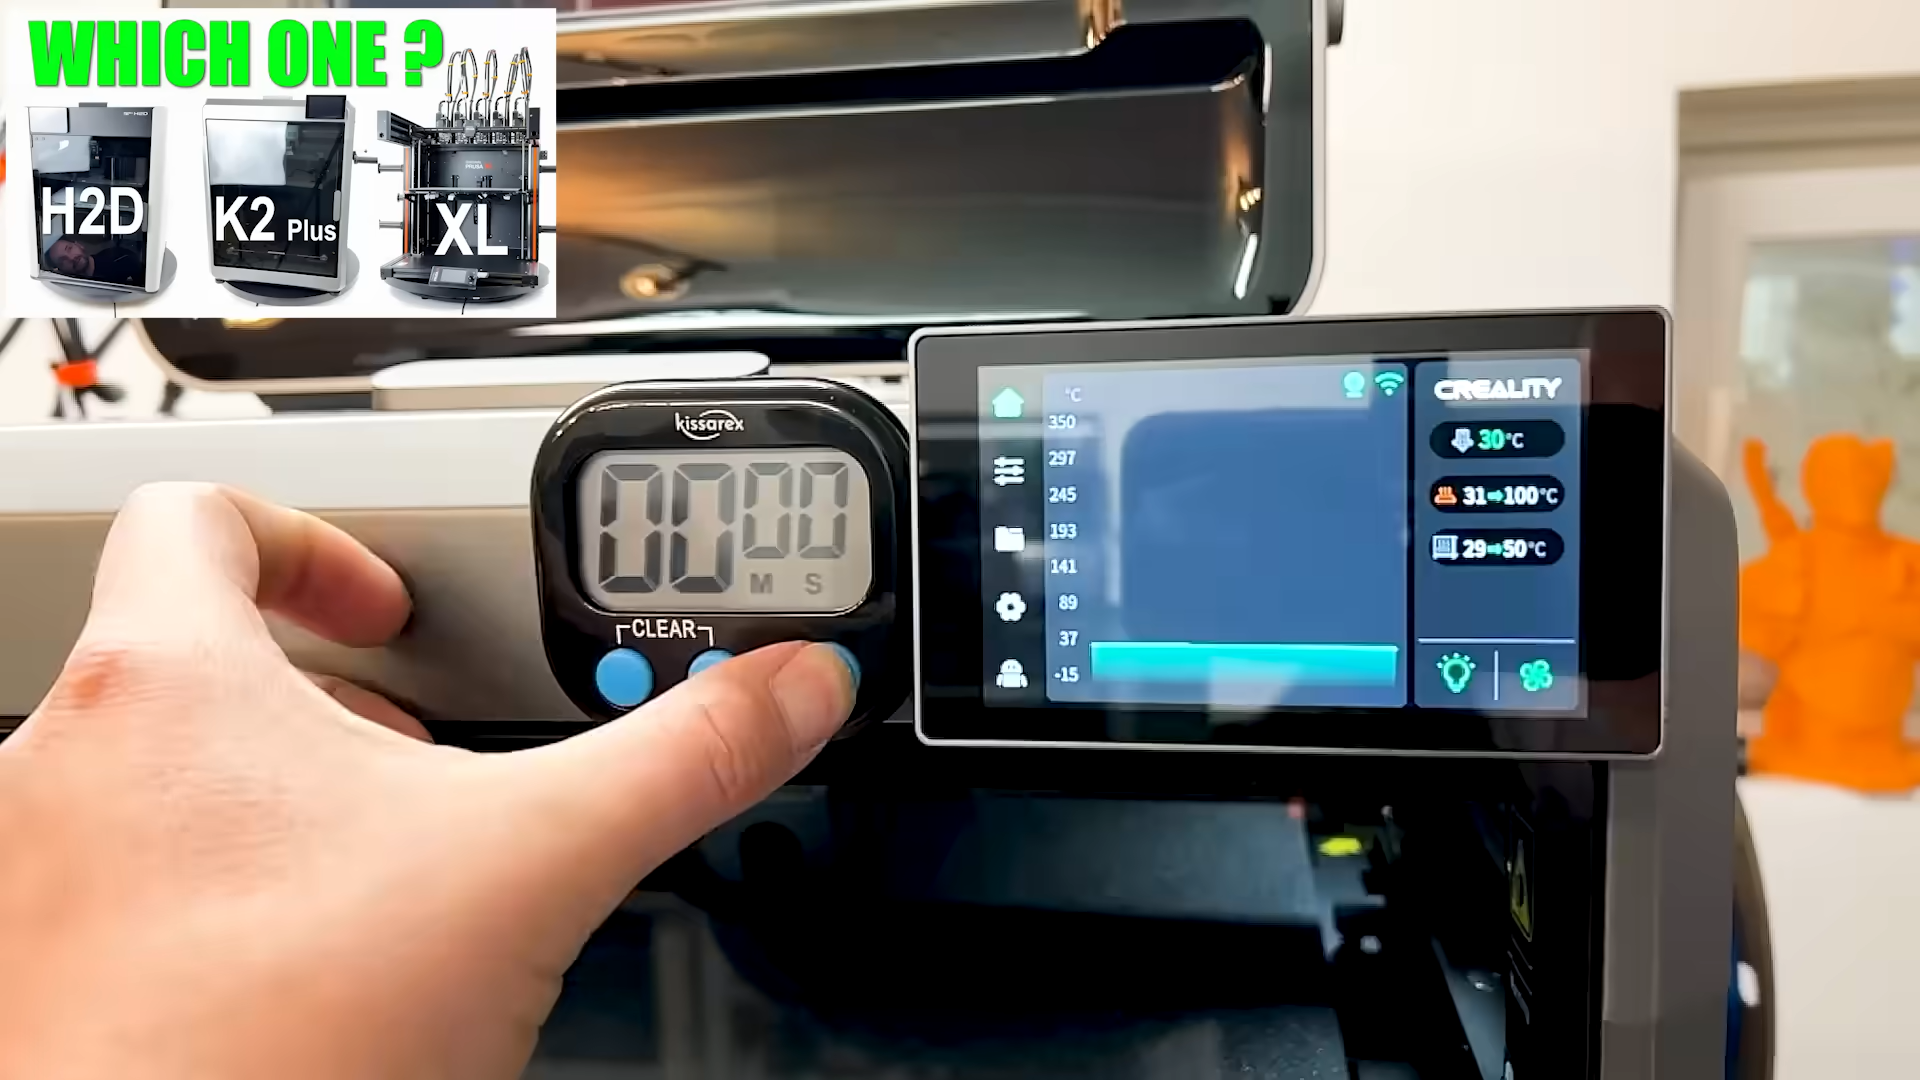 WHICH ONE ?
H2D
K2 Plus
XL
kissarex
00 00
M S
CLEAR
°C
350
297
245
193
141
89
37
-15
CREALITY
30°C
31➡100°C
29➡50°C